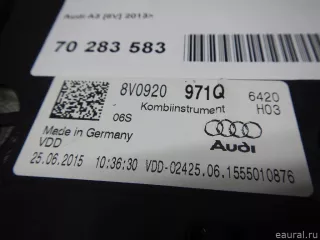 Audi A3 [8V] 2013>
70 283 583
8V0920 971Q 6420
Kombiinstrument H03
06S
Made in Germany
VDD
Audi
25.06.2015 10:36:30 VDD-02425.06.1555010876
eaural.ru